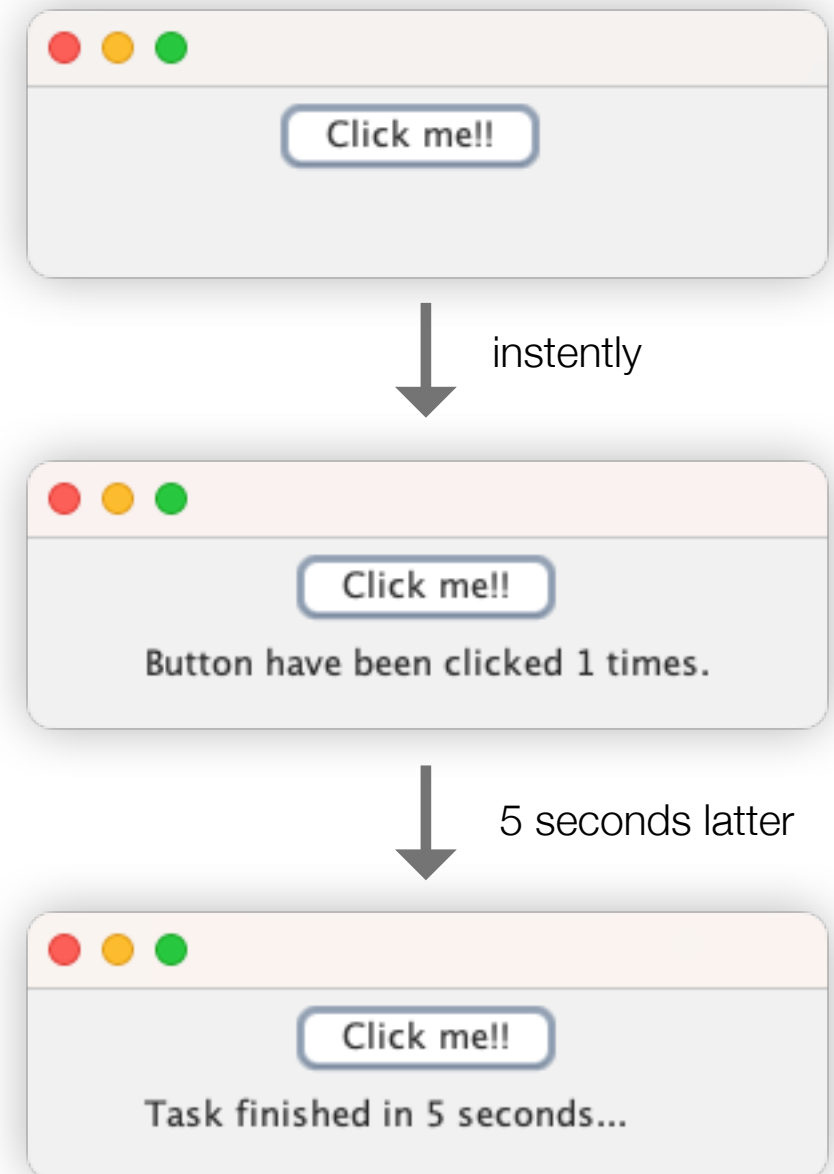 Click me!!
instently
Click me!!
Button have been clicked 1 times.
5 seconds latter
Click me!!
Task finished in 5 seconds...